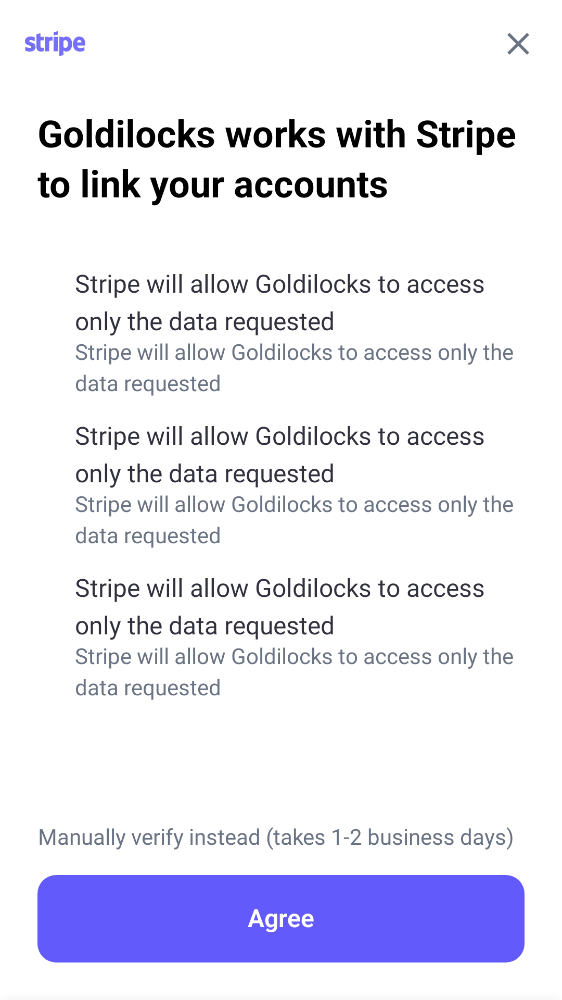 stripe
Goldilocks works with Stripe
to link your accounts
Stripe will allow Goldilocks to access
only the data requested
Stripe will allow Goldilocks to access only the
data requested
Stripe will allow Goldilocks to access
only the data requested
Stripe will allow Goldilocks to access only the
data requested
Stripe will allow Goldilocks to access
only the data requested
Stripe will allow Goldilocks to access only the
data requested
Manually verify instead (takes 1-2 business days)
Agree